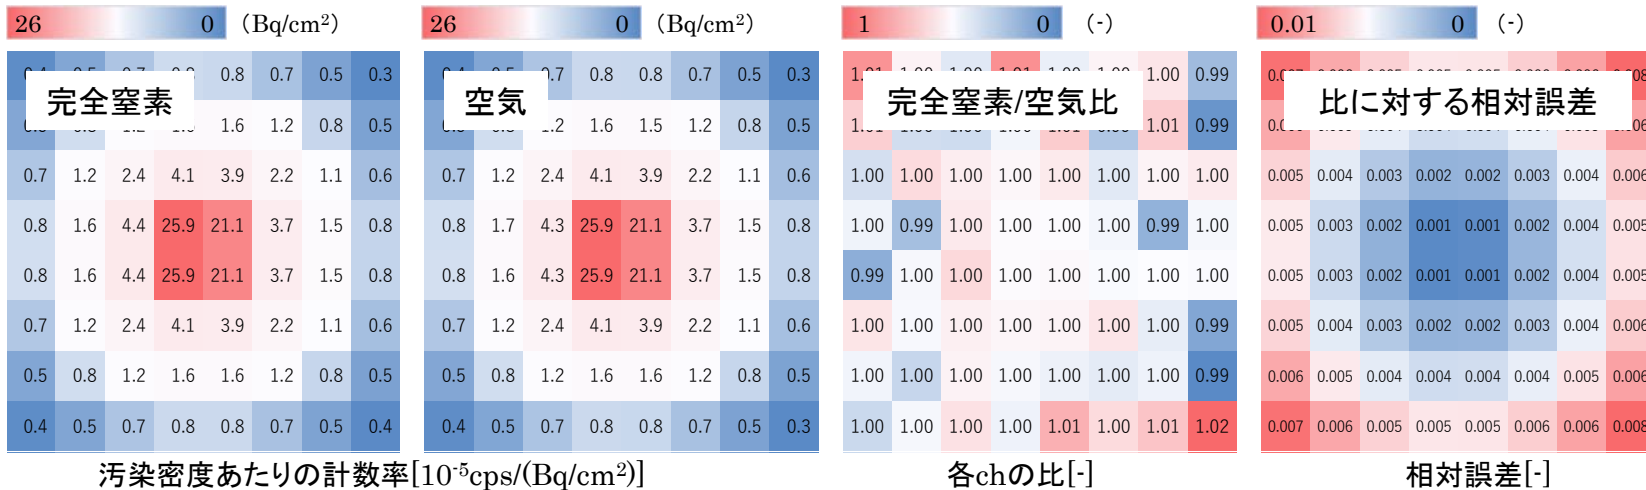 26 0 (Bq/cm²) 26 0 (Bq/cm²) 1 0 (-) 0.01 0 (-)
0.8 0.7 0.5 0.3 0.8 0.8 0.7 0.5 0.3 1.00 0.99
完全窒素 空気 完全窒素/空気比 比に対する相対誤差
1.6 1.2 0.8 0.5 1.6 1.5 1.2 0.8 0.5 1.01 0.99
0.7 1.2 2.4 4.1 3.9 2.2 1.1 0.6 0.7 1.2 2.4 4.1 3.9 2.2 1.1 0.6 1.00 1.00 1.00 1.00 1.00 1.00 1.00 1.00 0.005 0.004 0.003 0.002 0.002 0.003 0.004 0.006
0.8 1.6 4.4 25.9 21.1 3.7 1.5 0.8 0.8 1.7 4.3 25.9 21.1 3.7 1.5 0.8 1.00 0.99 1.00 1.00 1.00 1.00 0.99 1.00 0.005 0.003 0.002 0.001 0.001 0.002 0.004 0.005
0.8 1.6 4.4 25.9 21.1 3.7 1.5 0.8 0.8 1.6 4.3 25.9 21.1 3.7 1.5 0.8 0.99 1.00 1.00 1.00 1.00 1.00 1.00 1.00 0.005 0.003 0.002 0.001 0.001 0.002 0.004 0.005
0.7 1.2 2.4 4.1 3.9 2.2 1.1 0.6 0.7 1.2 2.4 4.1 3.9 2.2 1.1 0.6 1.00 1.00 1.00 1.00 1.00 1.00 1.00 0.99 0.005 0.004 0.003 0.002 0.002 0.003 0.004 0.006
0.5 0.8 1.2 1.6 1.6 1.2 0.8 0.5 0.5 0.8 1.2 1.6 1.6 1.2 0.8 0.5 1.00 1.00 1.00 1.00 1.00 1.00 1.00 0.99 0.006 0.005 0.004 0.004 0.004 0.004 0.005 0.006
0.4 0.5 0.7 0.8 0.8 0.7 0.5 0.4 0.4 0.5 0.7 0.8 0.8 0.7 0.5 0.3 1.00 1.00 1.00 1.00 1.01 1.00 1.01 1.02 0.007 0.006 0.005 0.005 0.005 0.005 0.006 0.008
汚染密度あたりの計数率[10⁻⁵cps/(Bq/cm²)] 各chの比[-] 相対誤差[-]